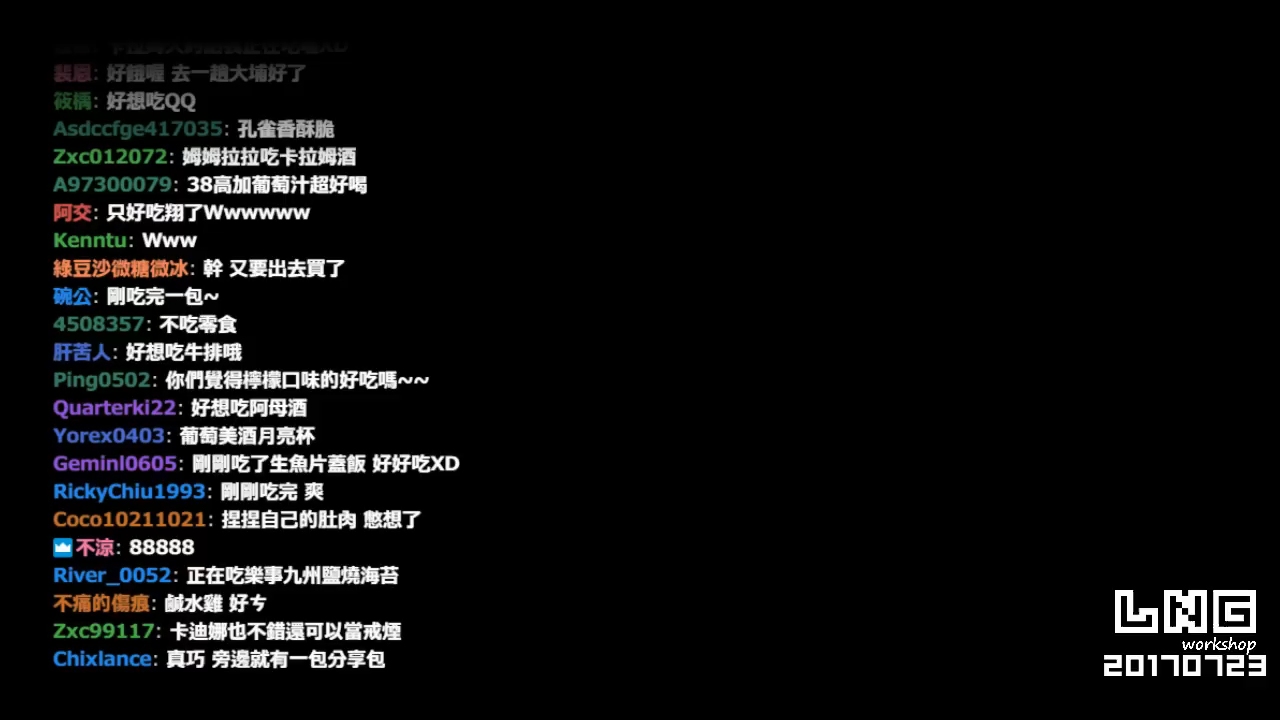 裴恩: 好餓喔 去一趟大埔好了
筱楀: 好想吃QQ
Asdccfge417035: 孔雀香酥脆
Zxc012072: 姆姆拉拉吃卡拉姆酒
A97300079: 38高加葡萄汁超好喝
阿交: 只好吃翔了Wwwwww
Kenntu: Www
綠豆沙微糖微冰: 幹 又要出去買了
碗公: 剛吃完一包~
4508357: 不吃零食
肝苦人: 好想吃牛排哦
Ping0502: 你們覺得檸檬口味的好吃嗎~~
Quarterki22: 好想吃阿母酒
Yorex0403: 葡萄美酒月亮杯
Geminl0605: 剛剛吃了生魚片蓋飯 好好吃XD
RickyChiu1993: 剛剛吃完 爽
Coco10211021: 捏捏自己的肚肉 憨想了
不涼: 88888
River_0052: 正在吃樂事九州鹽燒海苔
不痛的傷痕: 鹹水雞 好ㄘ
Zxc99117: 卡迪娜也不錯還可以當戒煙
Chixlance: 真巧 旁邊就有一包分享包
LNG
workshop
20170723